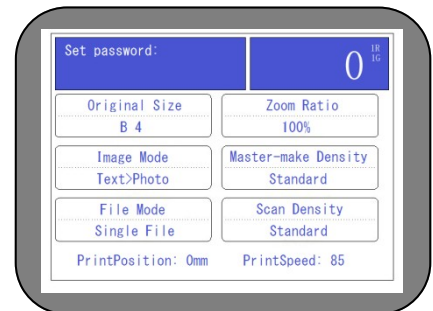 Set password:
0 1R
1G
Original Size
B 4
Zoom Ratio
100%
Image Mode
Text>Photo
Master-make Density
Standard
File Mode
Single File
Scan Density
Standard
PrintPosition: 0mm
PrintSpeed: 85